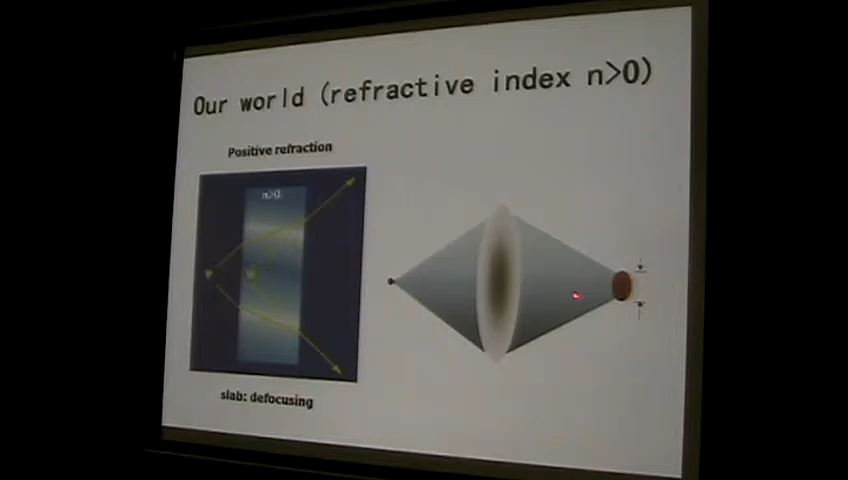 Our world (refractive index n>0)
Positive refraction
n>0
slab: defocusing